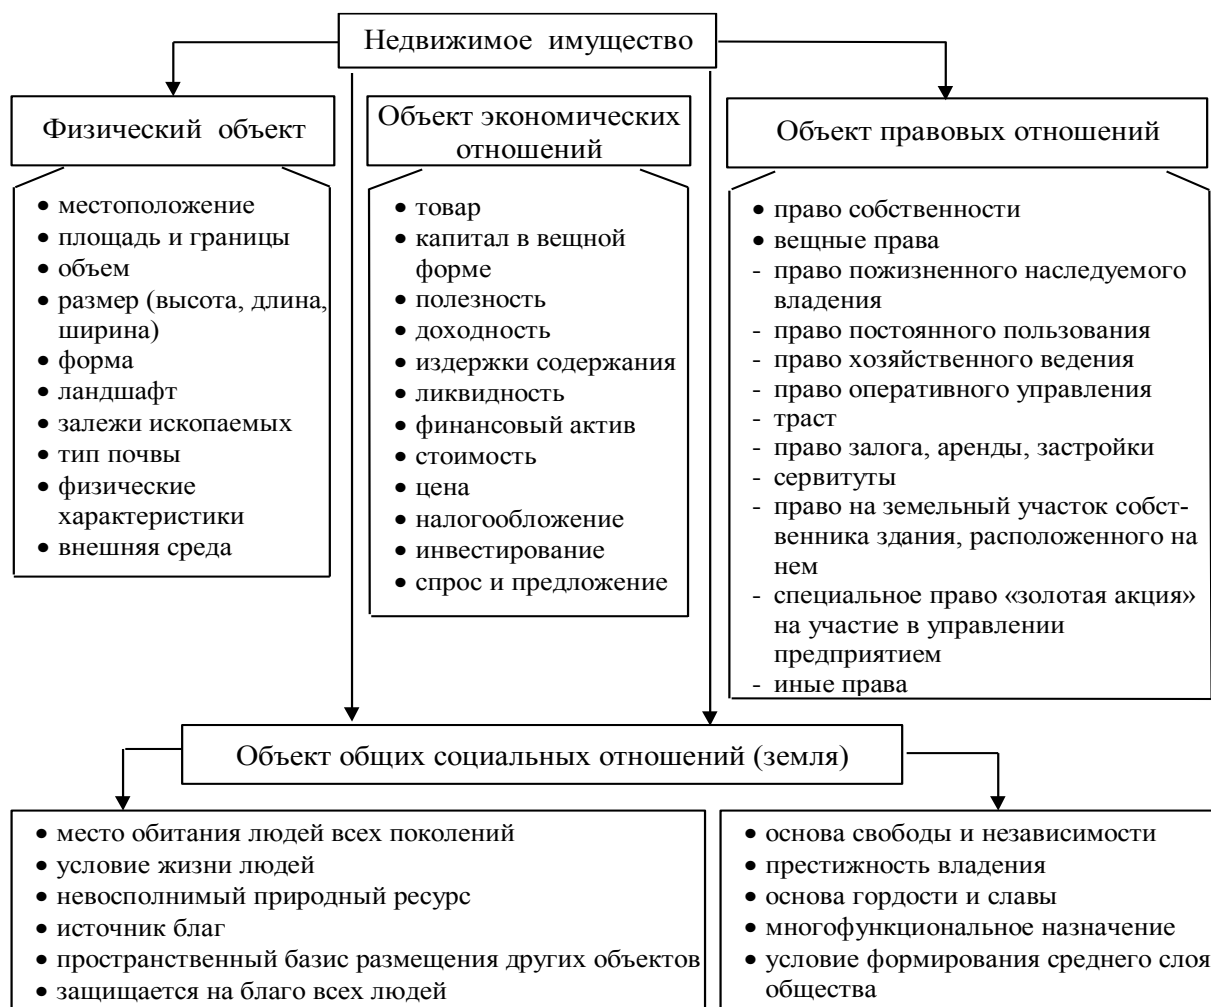 Недвижимое имущество
Физический объект
• местоположение
• площадь и границы
• объем
• размер (высота, длина,
ширина)
• форма
• ландшафт
• залежи ископаемых
• тип почвы
• физические
характеристики
• внешняя среда
Объект экономических
отношений
• товар
• капитал в вещной
форме
• полезность
• доходность
• издержки содержания
• ликвидность
• финансовый актив
• стоимость
• цена
• налогообложение
• инвестирование
• спрос и предложение
Объект правовых отношений
• право собственности
• вещные права
- право пожизненного наследуемого
владения
- право постоянного пользования
- право хозяйственного ведения
- право оперативного управления
- траст
- право залога, аренды, застройки
- сервитуты
- право на земельный участок собст-
венника здания, расположенного на
нем
- специальное право «золотая акция»
на участие в управлении
предприятием
- иные права
Объект общих социальных отношений (земля)
• место обитания людей всех поколений
• условие жизни людей
• невосполнимый природный ресурс
• источник благ
• пространственный базис размещения других объектов
• защищается на благо всех людей
• основа свободы и независимости
• престижность владения
• основа гордости и славы
• многофункциональное назначение
• условие формирования среднего слоя
общества